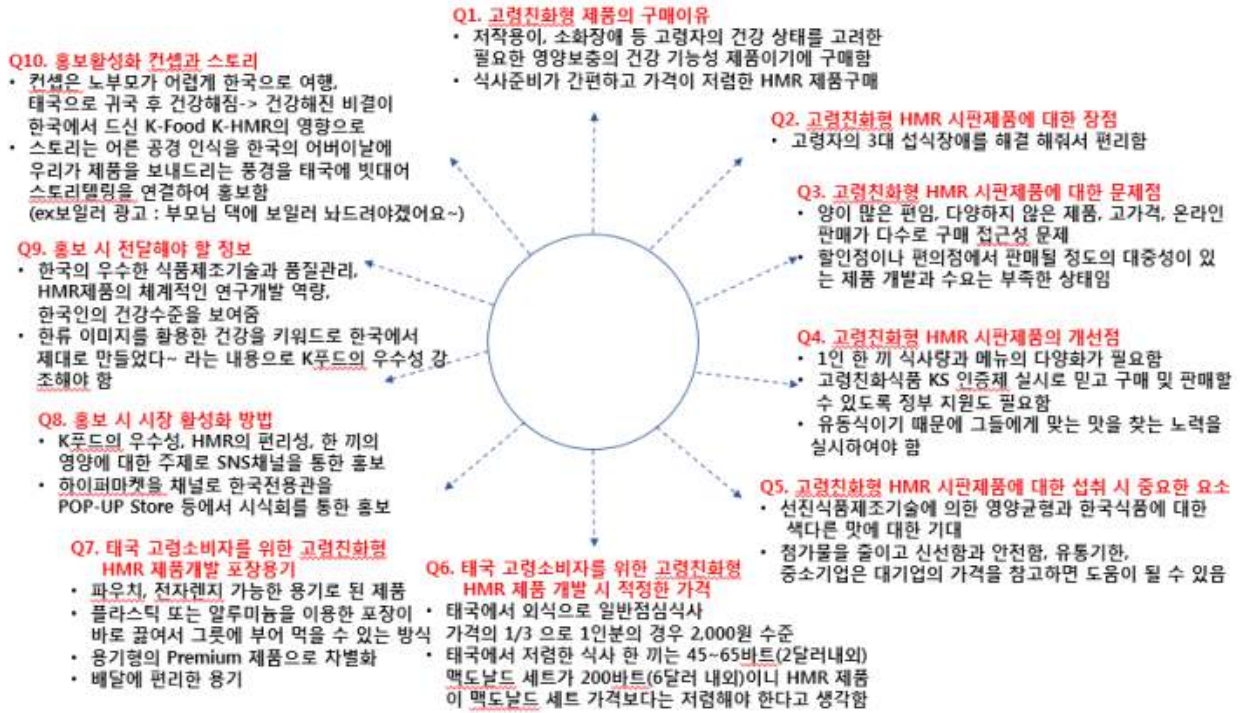 Q1. 고령친화형 제품의 구매이유
• 저작용이, 소화장애 등 고령자의 건강 상태를 고려한
필요한 영양보충의 건강 기능성 제품이기에 구매함
• 식사준비가 간편하고 가격이 저렴한 HMR 제품구매
Q2. 고령친화형 HMR 시판제품에 대한 장점
• 고령자의 3대 섭식장애를 해결 해줘서 편리함
Q3. 고령친화형 HMR 시판제품에 대한 문제점
• 양이 많은 편임, 다양하지 않은 제품, 고가격, 온라인
판매가 다수로 구매 접근성 문제
• 할인점이나 편의점에서 판매될 정도의 대중성이 있
는 제품 개발과 수요는 부족한 상태임
Q4. 고령친화형 HMR 시판제품의 개선점
• 1인 한 끼 식사량과 메뉴의 다양화가 필요함
• 고령친화식품 KS 인증제 실시로 믿고 구매 및 판매할
수 있도록 정부 지원도 필요함
• 유동식이기 때문에 그들에게 맞는 맛을 찾는 노력을
실시하여야 함
Q5. 고령친화형 HMR 시판제품에 대한 섭취 시 중요한 요소
• 선진식품제조기술에 의한 영양균형과 한국식품에 대한
색다른 맛에 대한 기대
• 첨가물을 줄이고 신선함과 안전함, 유통기한,
중소기업은 대기업의 가격을 참고하면 도움이 될 수 있음
Q6. 태국 고령소비자를 위한 고령친화형
HMR 제품 개발 시 적정한 가격
• 태국에서 외식으로 일반점심식사
가격의 1/3 으로 1인분의 경우 2,000원 수준
• 태국에서 저렴한 식사 한 끼는 45~65바트(2달러내외)
맥도날드 세트가 200바트(6달러 내외)이니 HMR 제품
이 맥도날드 세트 가격보다는 저렴해야 한다고 생각함
Q7. 태국 고령소비자를 위한 고령친화형
HMR 제품개발 포장용기
• 파우치, 전자렌지 가능한 용기로 된 제품
• 플라스틱 또는 알루미늄을 이용한 포장이
바로 끓여서 그릇에 부어 먹을 수 있는 방식
• 용기형의 Premium 제품으로 차별화
• 배달에 편리한 용기
Q8. 홍보 시 시장 활성화 방법
• K푸드의 우수성, HMR의 편리성, 한 끼의
영양에 대한 주제로 SNS채널을 통한 홍보
• 하이퍼마켓을 채널로 한국전용관을
POP-UP Store 등에서 시식회를 통한 홍보
Q9. 홍보 시 전달해야 할 정보
• 한국의 우수한 식품제조기술과 품질관리,
HMR제품의 체계적인 연구개발 역량,
한국인의 건강수준을 보여줌
• 한류 이미지를 활용한 건강을 키워드로 한국에서
제대로 만들었다~ 라는 내용으로 K푸드의 우수성 강
조해야 함
Q10. 홍보활성화 컨셉과 스토리
• 컨셉은 노부모가 어렵게 한국으로 여행,
태국으로 귀국 후 건강해짐-> 건강해진 비결이
한국에서 드신 K-Food K-HMR의 영향으로
• 스토리는 어른 공경 인식을 한국의 어버이날에
우리가 제품을 보내드리는 풍경을 태국에 빗대어
스토리텔링을 연결하여 홍보함
(ex보일러 광고 : 부모님 댁에 보일러 놔드려야겠어요~)